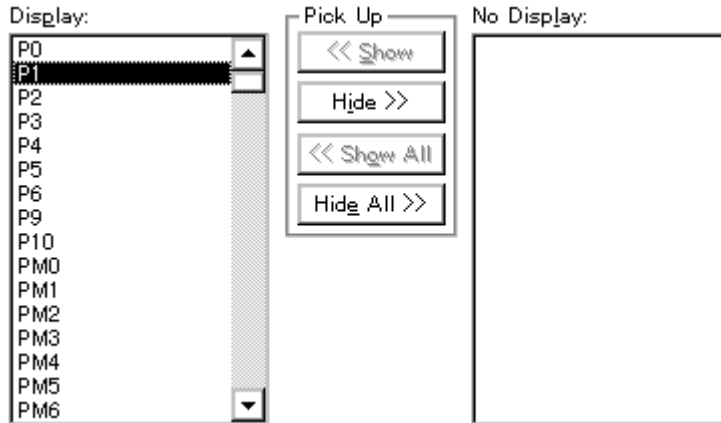 Display:
P0
P1
P2
P3
P4
P5
P6
P9
P10
PM0
PM1
PM2
PM3
PM4
PM5
PM6
Pick Up
<< Show
Hide >>
<< Show All
Hide All >>
No Display: